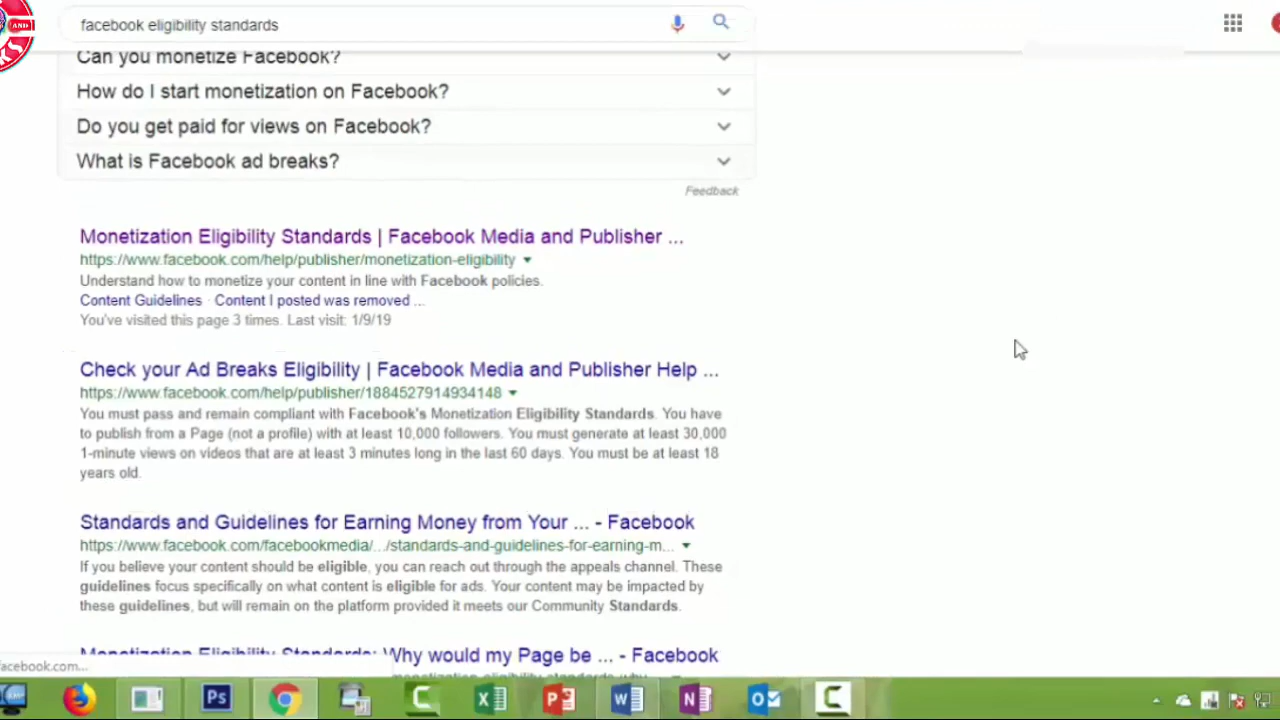 AND
KS
facebook eligibility standards
Can you monetize Facebook?
How do I start monetization on Facebook?
Do you get paid for views on Facebook?
What is Facebook ad breaks?
Feedback
Monetization Eligibility Standards | Facebook Media and Publisher ...
https://www.facebook.com/help/publisher/monetization-eligibility
Understand how to monetize your content in line with Facebook policies.
Content Guidelines · Content I posted was removed ...
You've visited this page 3 times. Last visit: 1/9/19
Check your Ad Breaks Eligibility | Facebook Media and Publisher Help ...
https://www.facebook.com/help/publisher/1884527914934148
You must pass and remain compliant with Facebook's Monetization Eligibility Standards. You have
to publish from a Page (not a profile) with at least 10,000 followers. You must generate at least 30,000
1-minute views on videos that are at least 3 minutes long in the last 60 days. You must be at least 18
years old.
Standards and Guidelines for Earning Money from Your ... - Facebook
https://www.facebook.com/facebookmedia/.../standards-and-guidelines-for-earning-m...
If you believe your content should be eligible, you can reach out through the appeals channel. These
guidelines focus specifically on what content is eligible for ads. Your content may be impacted by
these guidelines, but will remain on the platform provided it meets our Community Standards.
Monetization Eligibility Standards: Why would my Page be ... - Facebook
facebook.com...
Ps